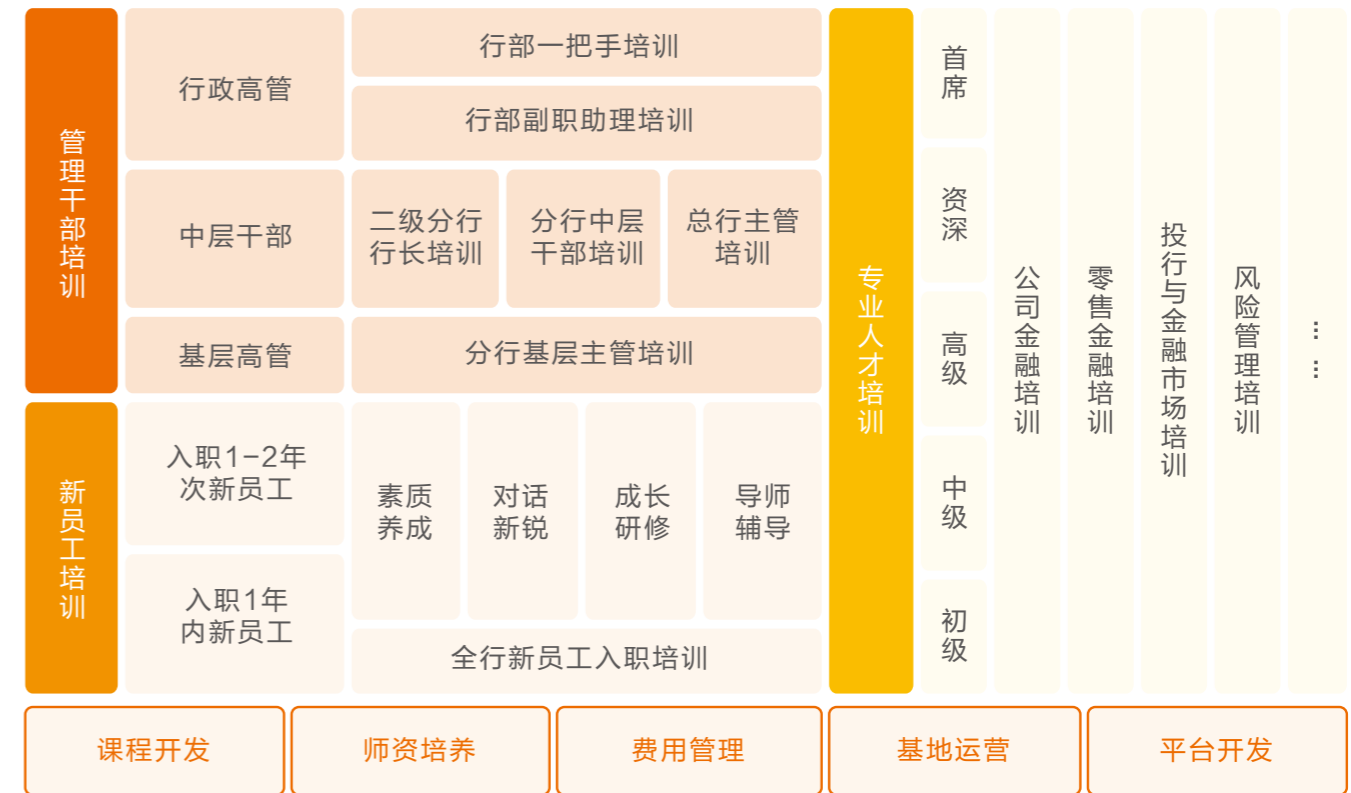 管理干部培训
行政高管
行部一把手培训
行部副职助理培训
中层干部
二级分行
行长培训
分行中层
干部培训
总行主管
培训
基层高管
分行基层主管培训
新员工培训
入职1-2年
次新员工
入职1年
内新员工
素质
养成
对话
新锐
成长
研修
导师
辅导
全行新员工入职培训
专业人才培训
首席
资深
高级
中级
初级
公司金融培训
零售金融培训
投行与金融市场培训
风险管理培训
……
课程开发
师资培养
费用管理
基地运营
平台开发